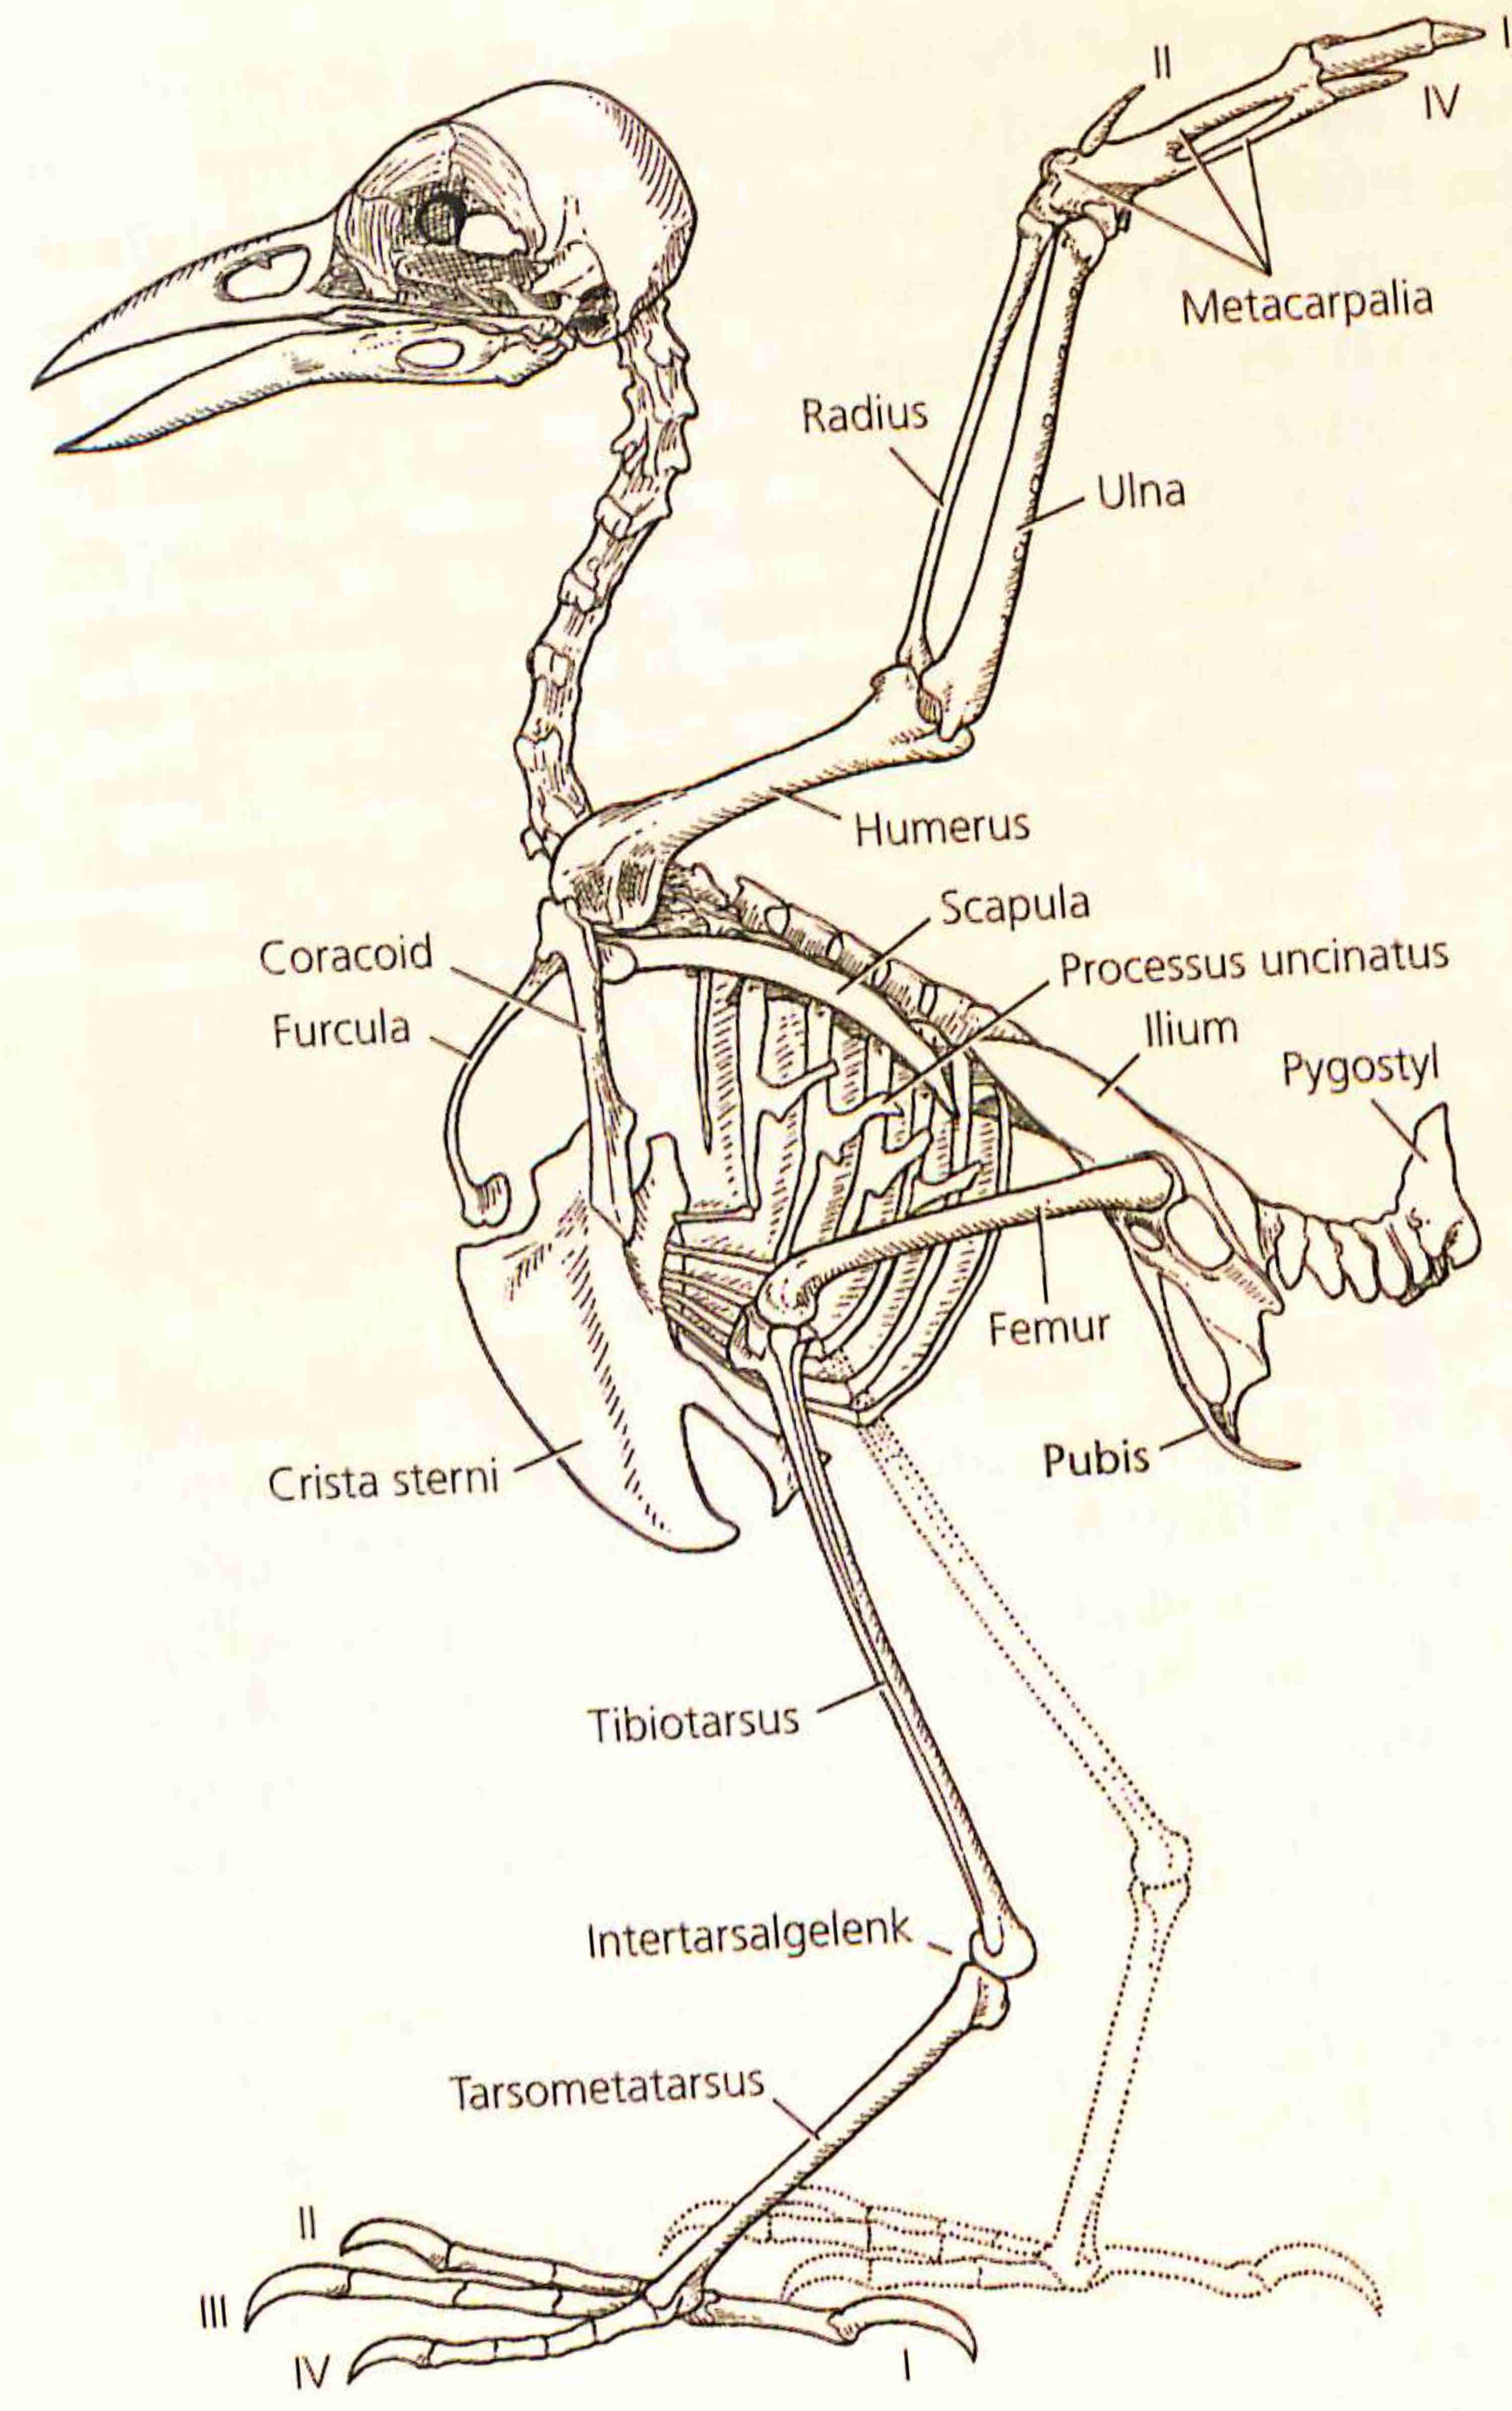 I
II
IV
Metacarpalia
Radius
Ulna
Humerus
Scapula
Coracoid
Processus uncinatus
Furcula
Ilium
Pygostyl
Femur
Pubis
Crista sterni
Tibiotarsus
Intertarsalgelenk
Tarsometatarsus
II
III
IV
I